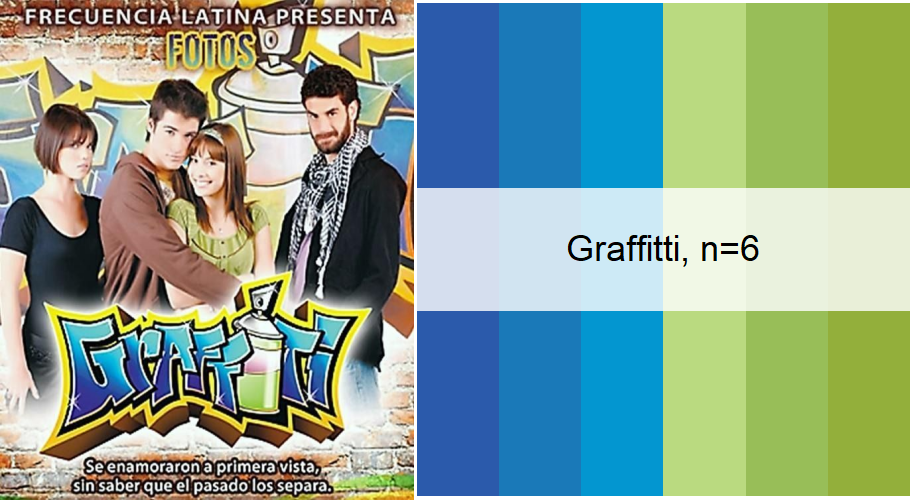 FRECUENCIA LATINA PRESENTA
FOTOS
Graffiti
Se enamoraron a primera vista,
sin saber que el pasado los separa.
Graffitti, n=6